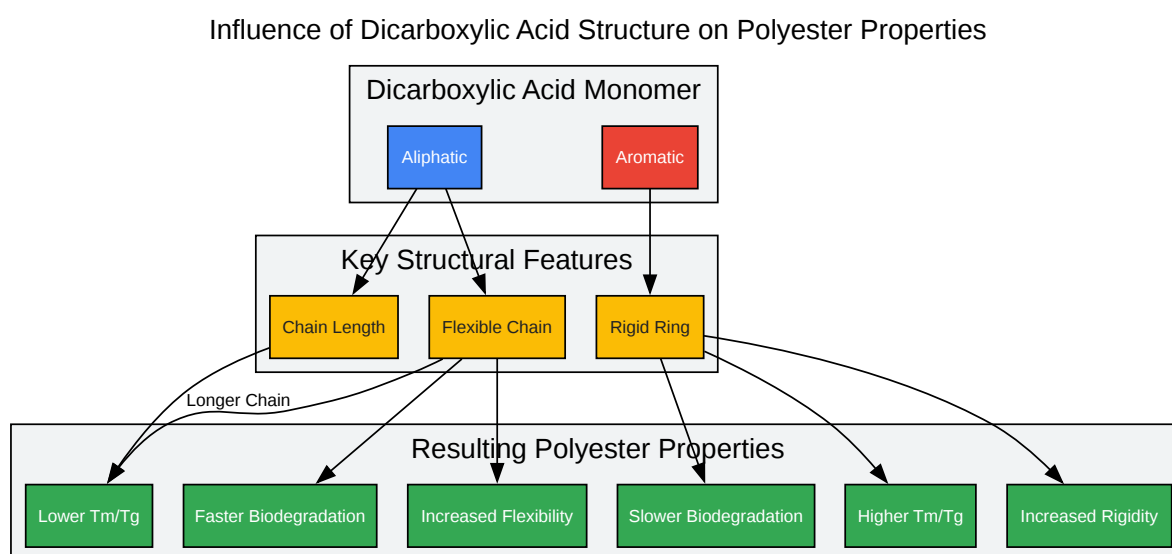 Influence of Dicarboxylic Acid Structure on Polyester Properties
Dicarboxylic Acid Monomer
Aliphatic
Aromatic
Key Structural Features
Chain Length
Flexible Chain
Rigid Ring
Longer Chain
Resulting Polyester Properties
Lower Tm/Tg
Faster Biodegradation
Increased Flexibility
Slower Biodegradation
Higher Tm/Tg
Increased Rigidity